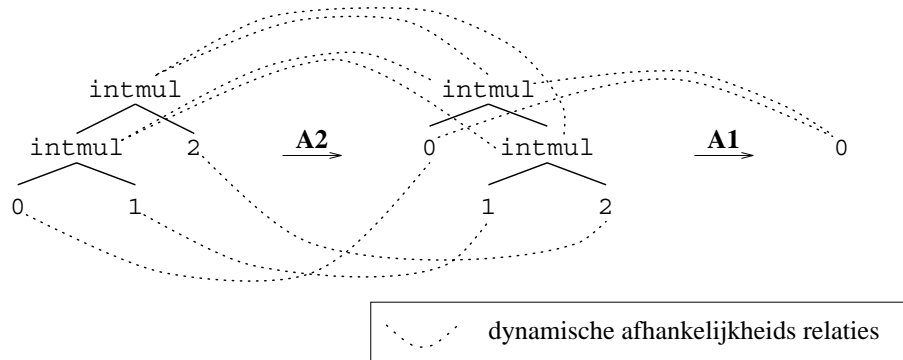 intmul intmul
intmul 2 A2 0 intmul A1 0
0 1 1 2
dynamische afhankelijkheids relaties